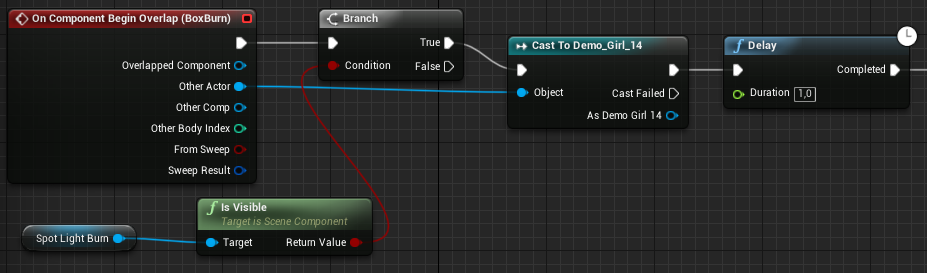 On Component Begin Overlap (BoxBurn)
Overlapped Component
Other Actor
Other Comp
Other Body Index
From Sweep
Sweep Result
Branch
True
Condition
False
Cast To Demo_Girl_14
Object
Cast Failed
As Demo Girl 14
f Delay
Completed
Duration 1,0
f Is Visible
Target is Scene Component
Target
Return Value
Spot Light Burn